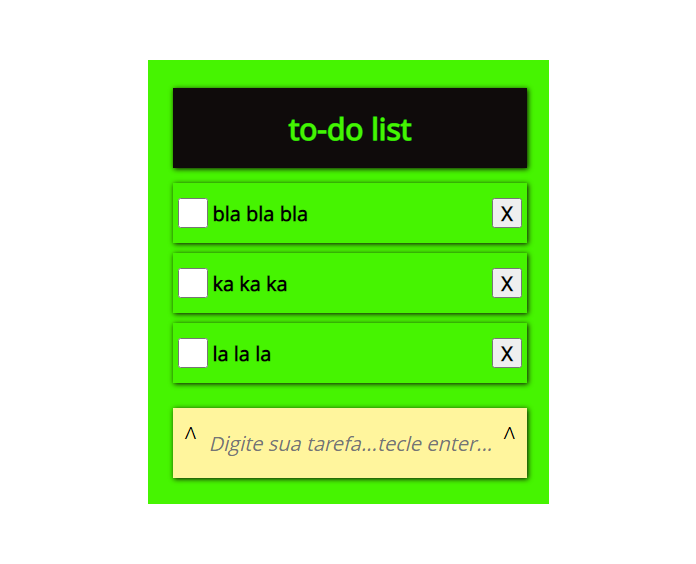 to-do list
bla bla bla X
ka ka ka X
la la la X
^ Digite sua tarefa...tecle enter... ^